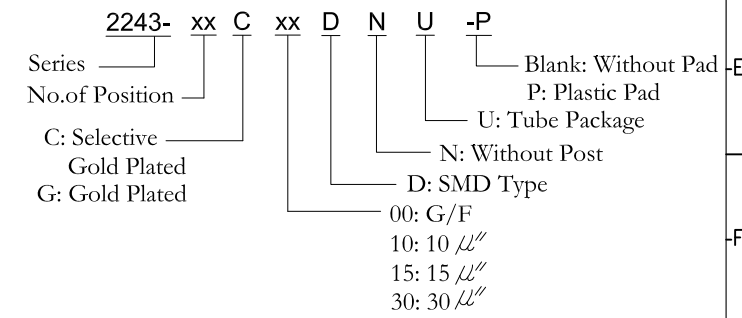 2243- xx C xx D N U -P
Series
Blank: Without Pad
No.of Position
P: Plastic Pad
U: Tube Package
C: Selective
Gold Plated
N: Without Post
G: Gold Plated
D: SMD Type
00: G/F
10: 10 μ″
15: 15 μ″
30: 30 μ″
E
F